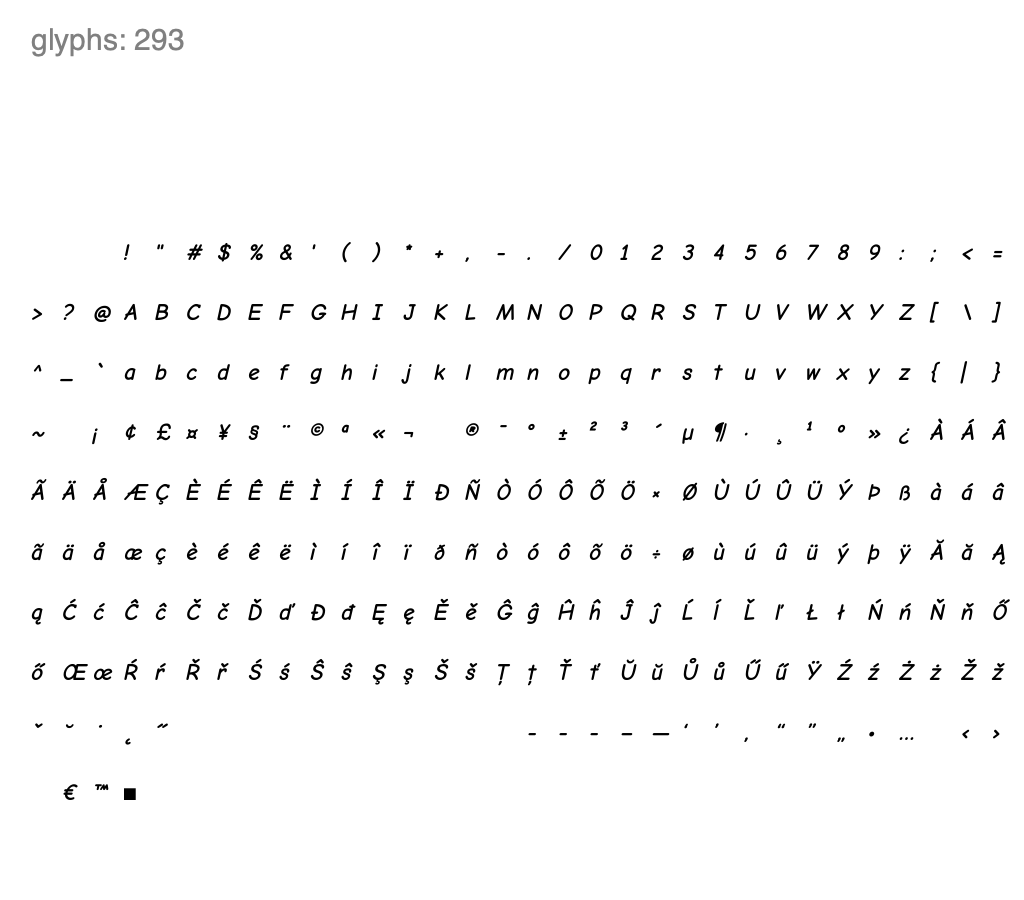 glyphs: 293
! " # $ % & ' ( ) * + , - . / 0 1 2 3 4 5 6 7 8 9 : ; < =
> ? @ A B C D E F G H I J K L M N O P Q R S T U V W X Y Z [ \ ]
^ _ ` a b c d e f g h i j k l m n o p q r s t u v w x y z { | }
~ ¡ ¢ £ ¤ ¥ § ¨ © ª « ¬ ® ¯ ° ± ² ³ ´ µ ¶ · ¸ ¹ º » ¿ À Á Â
Ã Ä Å Æ Ç È É Ê Ë Ì Í Î Ï Ð Ñ Ò Ó Ô Õ Ö × Ø Ù Ú Û Ü Ý Þ ß à á â
ã ä å æ ç è é ê ë ì í î ï ð ñ ò ó ô õ ö ÷ ø ù ú û ü ý þ ÿ Ă ă Ą
ą Ć ć Ĉ ĉ Č č Ď ď Đ đ Ę ę Ě ě Ĝ ĝ Ĥ ĥ Ĵ ĵ Ĺ ĺ Ľ ľ Ł ł Ń ń Ň ň Ő
ő Œ œ Ŕ ŕ Ř ř Ś ś Ŝ ŝ Ş ş Š š Ţ ţ Ť ť Ŭ ŭ Ů ů Ű ű Ÿ Ź ź Ż ż Ž ž
ˇ ˘ ˙ ˛ ˝ ‐ ‑ ‒ – — ‘ ’ ‚ “ ” „ • … ‹ ›
€ ™ ■